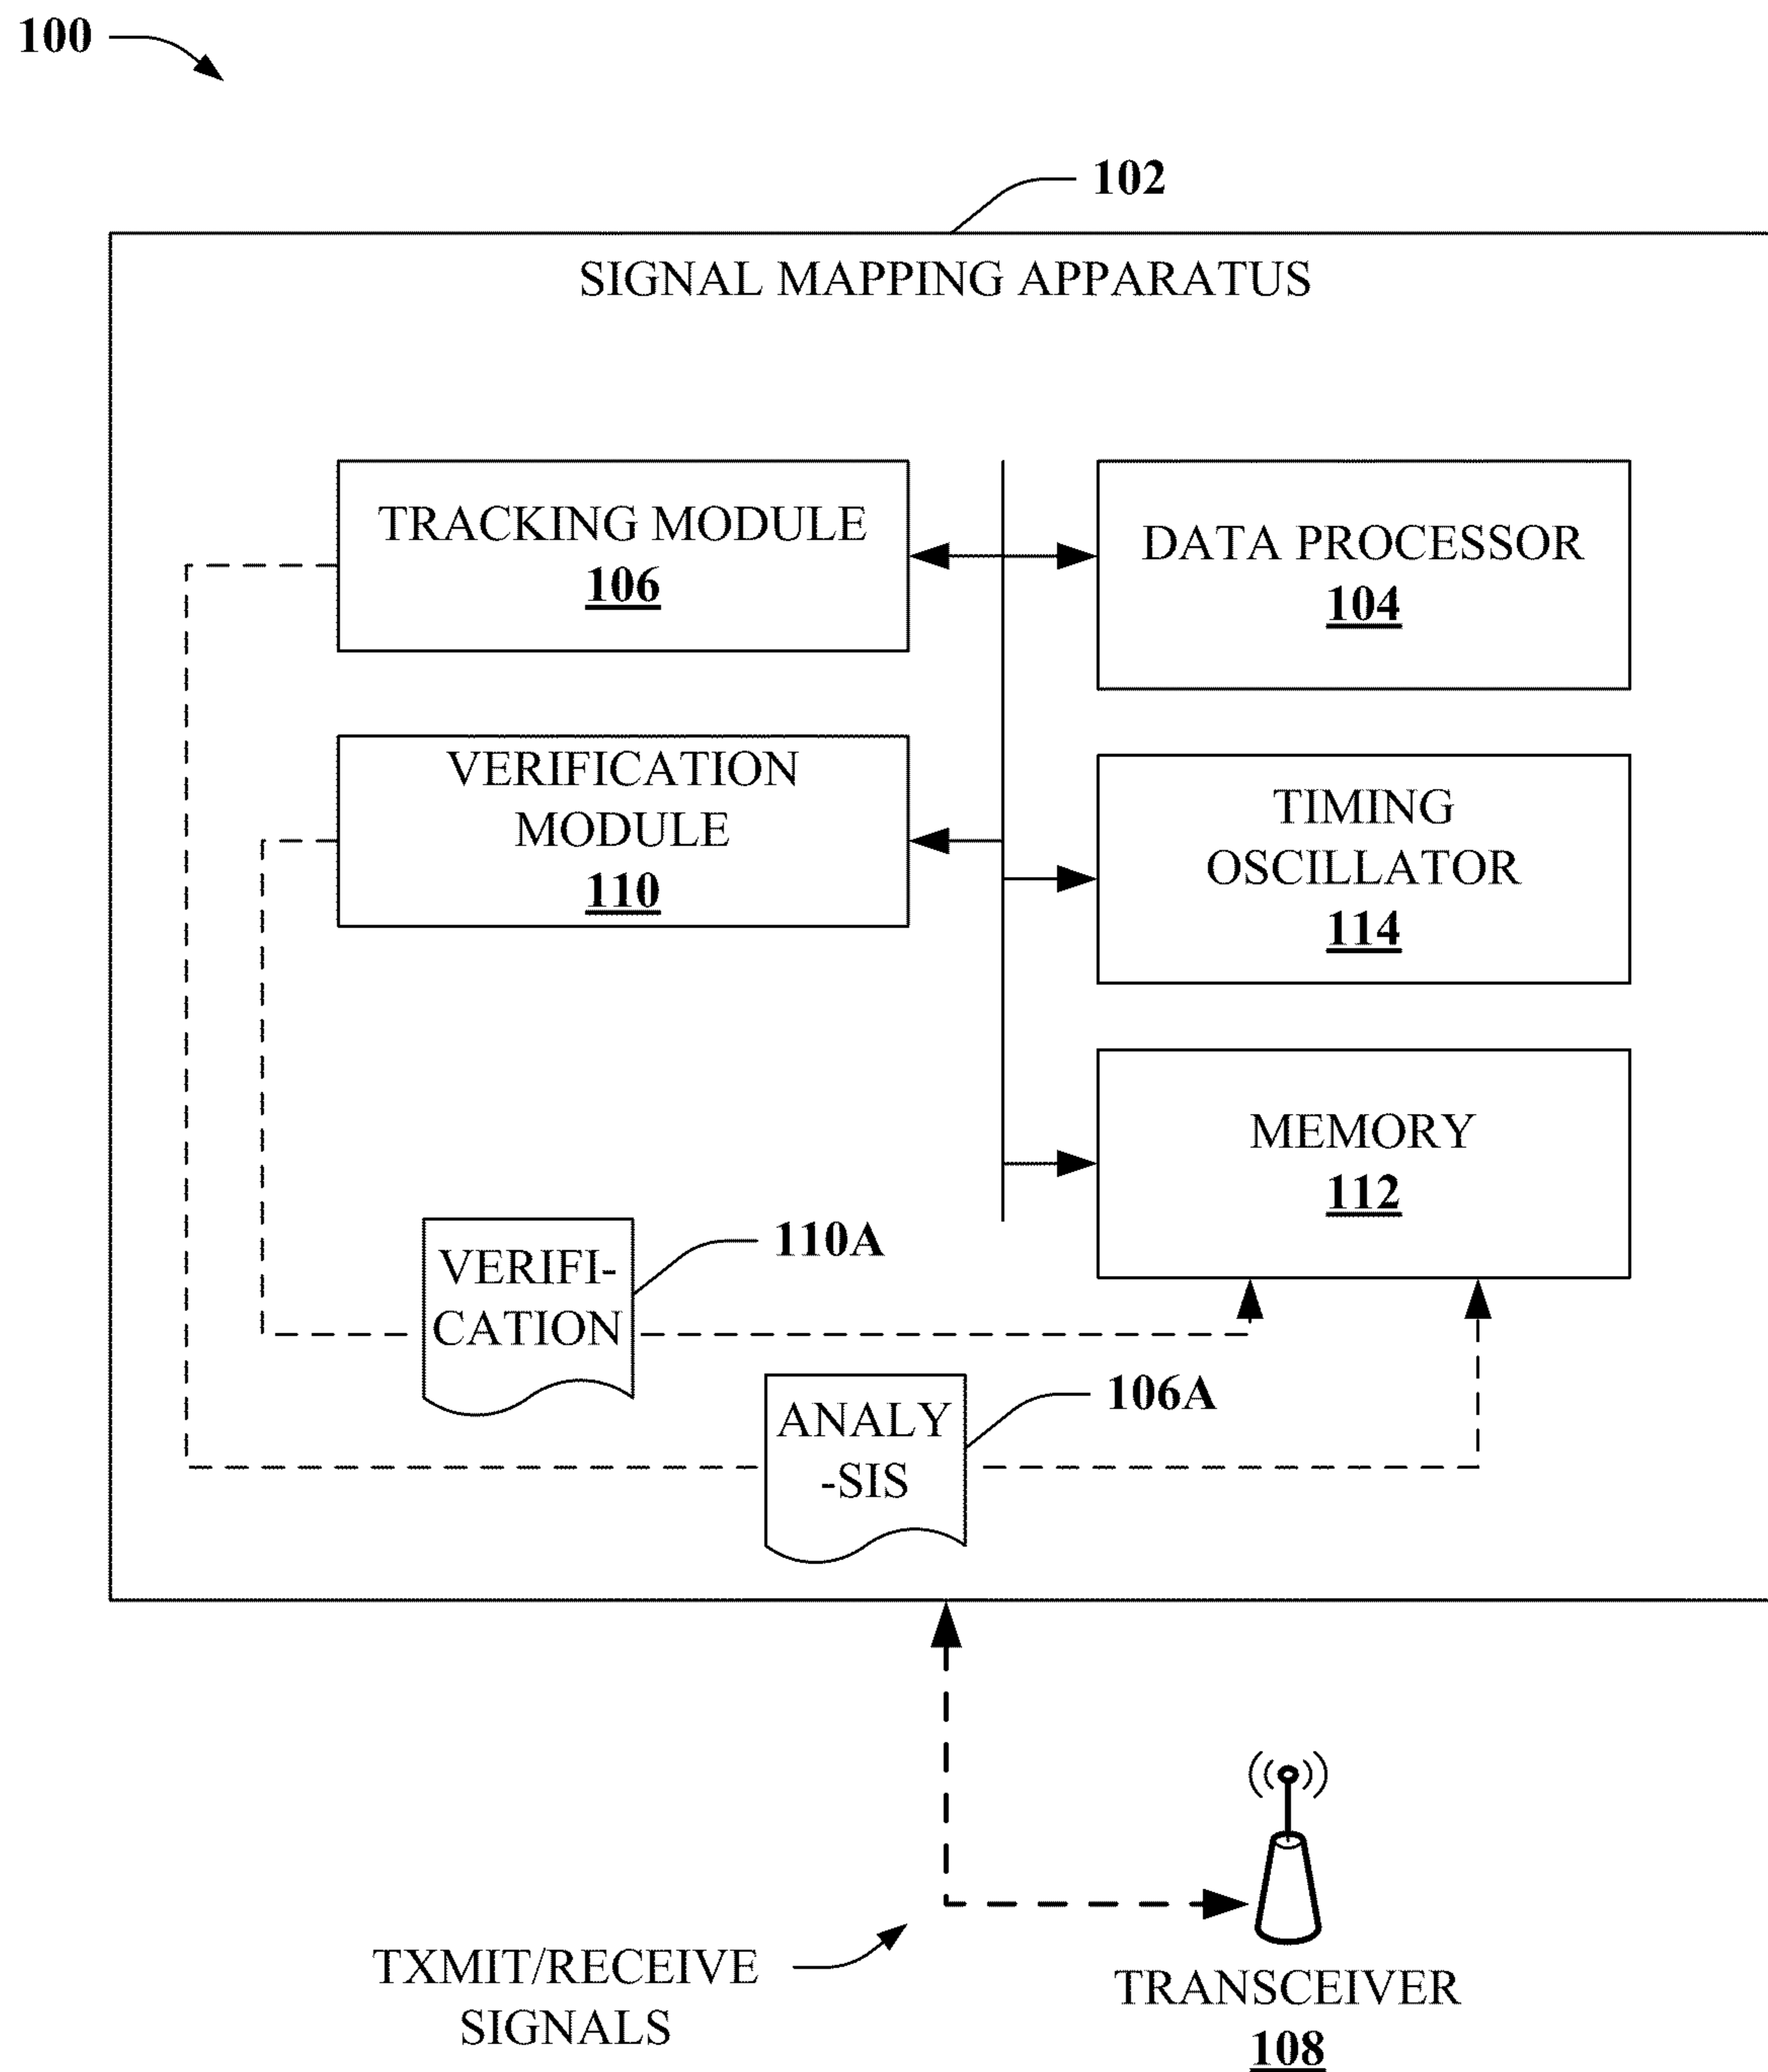 100
102
SIGNAL MAPPING APPARATUS
TRACKING MODULE
106
DATA PROCESSOR
104
VERIFICATION
MODULE
110
TIMING
OSCILLATOR
114
MEMORY
112
VERIFI-
CATION
110A
ANALY
-SIS
106A
TXMIT/RECEIVE
SIGNALS
TRANSCEIVER
108